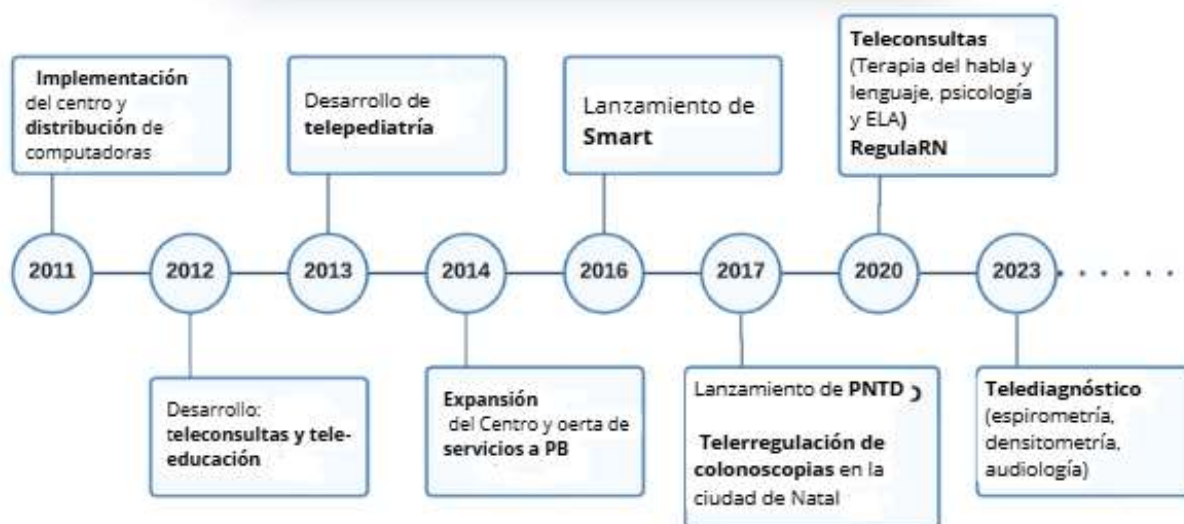 Implementación
del centro y
distribución de
computadoras
Desarrollo de
telepediatría
Lanzamiento de
Smart
Teleconsultas
(Terapia del habla y
lenguaje, psicología
y ELA)
RegulaRN
2011
2012
2013
2014
2016
2017
2020
2023
Desarrollo:
teleconsultas y tele-
educación
Expansión
del Centro y oerta de
servicios a PB
Lanzamiento de PNTD
Telerregulación de
colonoscopias en la
ciudad de Natal
Telediagnóstico
(espirometría,
densitometría,
audiología)